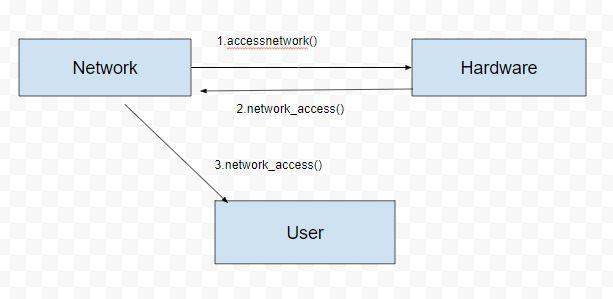 1.accessnetwork()
Network
Hardware
2.network_access()
3.network_access()
User